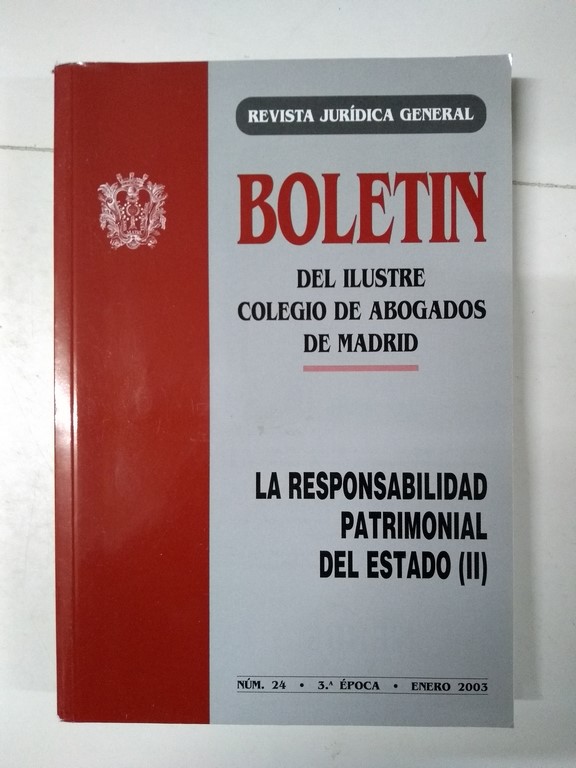 REVISTA JURÍDICA GENERAL
BOLETIN
DEL ILUSTRE
COLEGIO DE ABOGADOS
DE MADRID
LA RESPONSABILIDAD
PATRIMONIAL
DEL ESTADO (II)
NÚM. 24 • 3.ª ÉPOCA • ENERO 2003